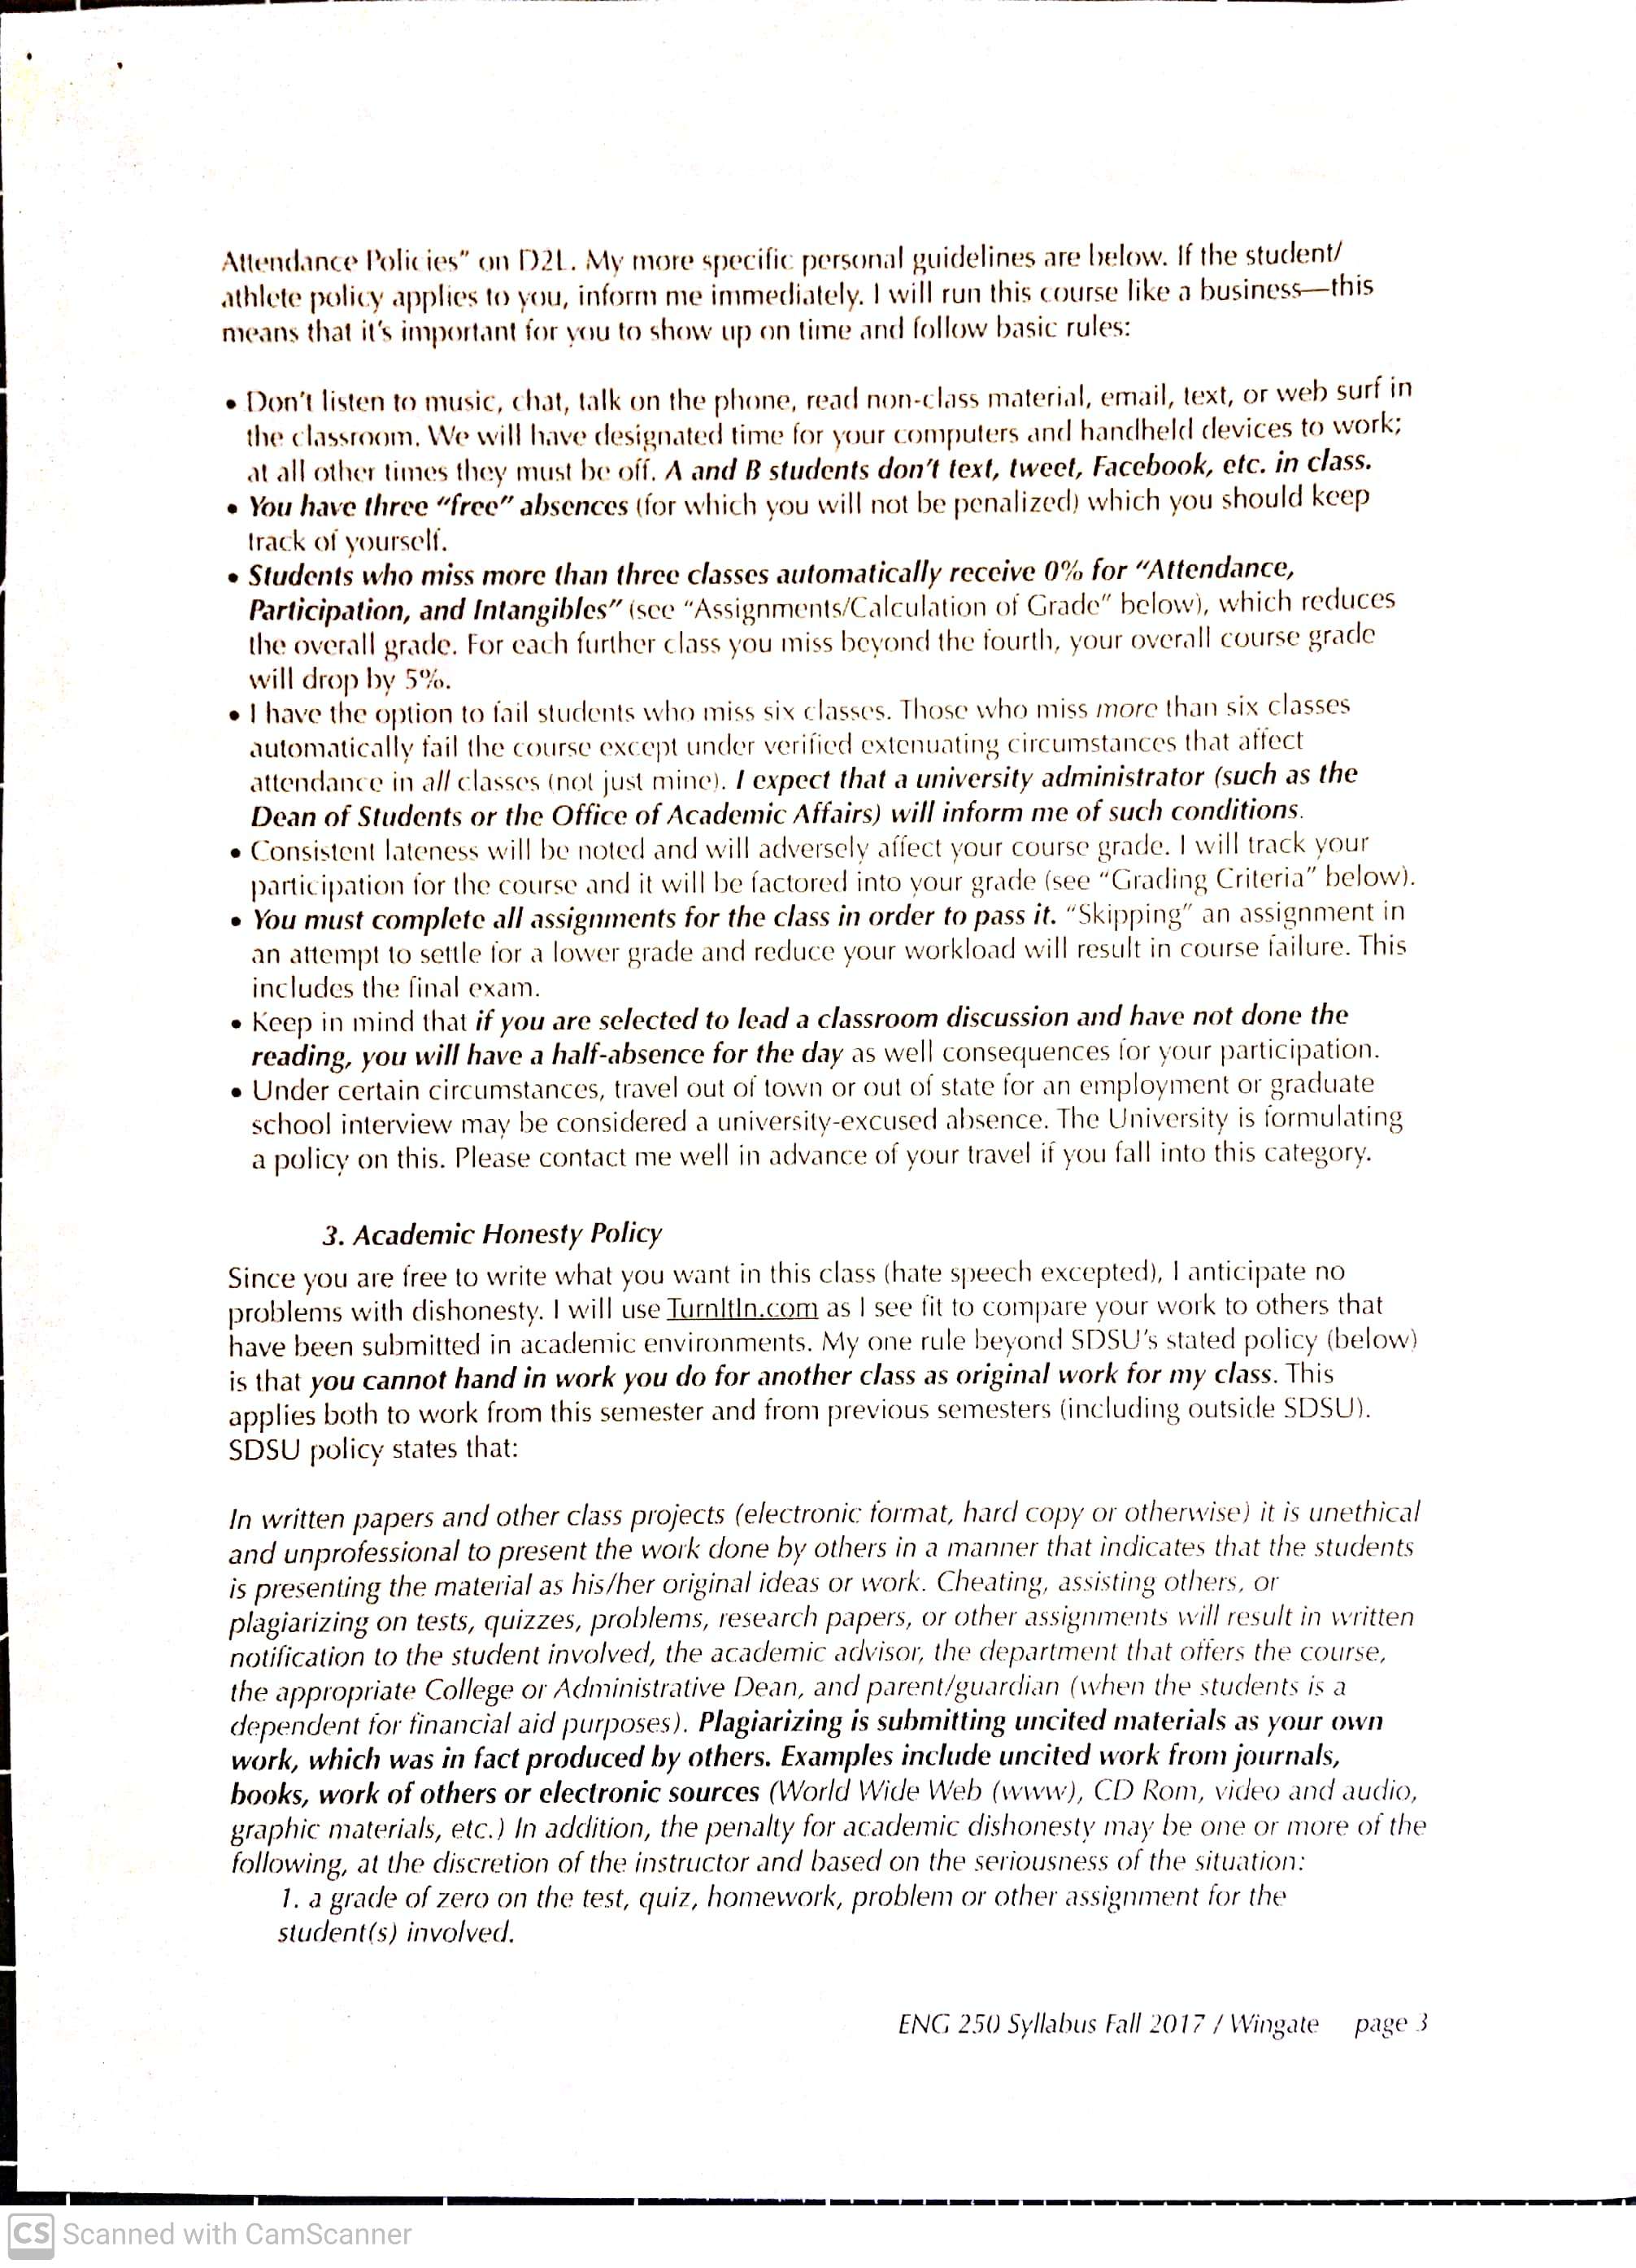 Attendance Policies" on D2L. My more specific personal guidelines are below. If the student/
athlete policy applies to you, inform me immediately. I will run this course like a business—this
means that it's important for you to show up on time and follow basic rules:
• Don't listen to music, chat, talk on the phone, read non-class material, email, text, or web surf in
the classroom. We will have designated time for your computers and handheld devices to work;
at all other times they must be off. A and B students don't text, tweet, Facebook, etc. in class.
• You have three "free" absences (for which you will not be penalized) which you should keep
track of yourself.
• Students who miss more than three classes automatically receive 0% for "Attendance,
Participation, and Intangibles" (see "Assignments/Calculation of Grade" below), which reduces
the overall grade. For each further class you miss beyond the fourth, your overall course grade
will drop by 5%.
• I have the option to fail students who miss six classes. Those who miss more than six classes
automatically fail the course except under verified extenuating circumstances that affect
attendance in all classes (not just mine). I expect that a university administrator (such as the
Dean of Students or the Office of Academic Affairs) will inform me of such conditions.
• Consistent lateness will be noted and will adversely affect your course grade. I will track your
participation for the course and it will be factored into your grade (see "Grading Criteria" below).
• You must complete all assignments for the class in order to pass it. "Skipping" an assignment in
an attempt to settle for a lower grade and reduce your workload will result in course failure. This
includes the final exam.
• Keep in mind that if you are selected to lead a classroom discussion and have not done the
reading, you will have a half-absence for the day as well consequences for your participation.
• Under certain circumstances, travel out of town or out of state for an employment or graduate
school interview may be considered a university-excused absence. The University is formulating
a policy on this. Please contact me well in advance of your travel if you fall into this category.
3. Academic Honesty Policy
Since you are free to write what you want in this class (hate speech excepted), I anticipate no
problems with dishonesty. I will use TurnItIn.com as I see fit to compare your work to others that
have been submitted in academic environments. My one rule beyond SDSU's stated policy (below)
is that you cannot hand in work you do for another class as original work for my class. This
applies both to work from this semester and from previous semesters (including outside SDSU).
SDSU policy states that:
In written papers and other class projects (electronic format, hard copy or otherwise) it is unethical
and unprofessional to present the work done by others in a manner that indicates that the students
is presenting the material as his/her original ideas or work. Cheating, assisting others, or
plagiarizing on tests, quizzes, problems, research papers, or other assignments will result in written
notification to the student involved, the academic advisor, the department that offers the course,
the appropriate College or Administrative Dean, and parent/guardian (when the students is a
dependent for financial aid purposes). Plagiarizing is submitting uncited materials as your own
work, which was in fact produced by others. Examples include uncited work from journals,
books, work of others or electronic sources (World Wide Web (www), CD Rom, video and audio,
graphic materials, etc.) In addition, the penalty for academic dishonesty may be one or more of the
following, at the discretion of the instructor and based on the seriousness of the situation:
1. a grade of zero on the test, quiz, homework, problem or other assignment for the
student(s) involved.
ENG 250 Syllabus Fall 2017 / Wingate page 3
CS Scanned with CamScanner